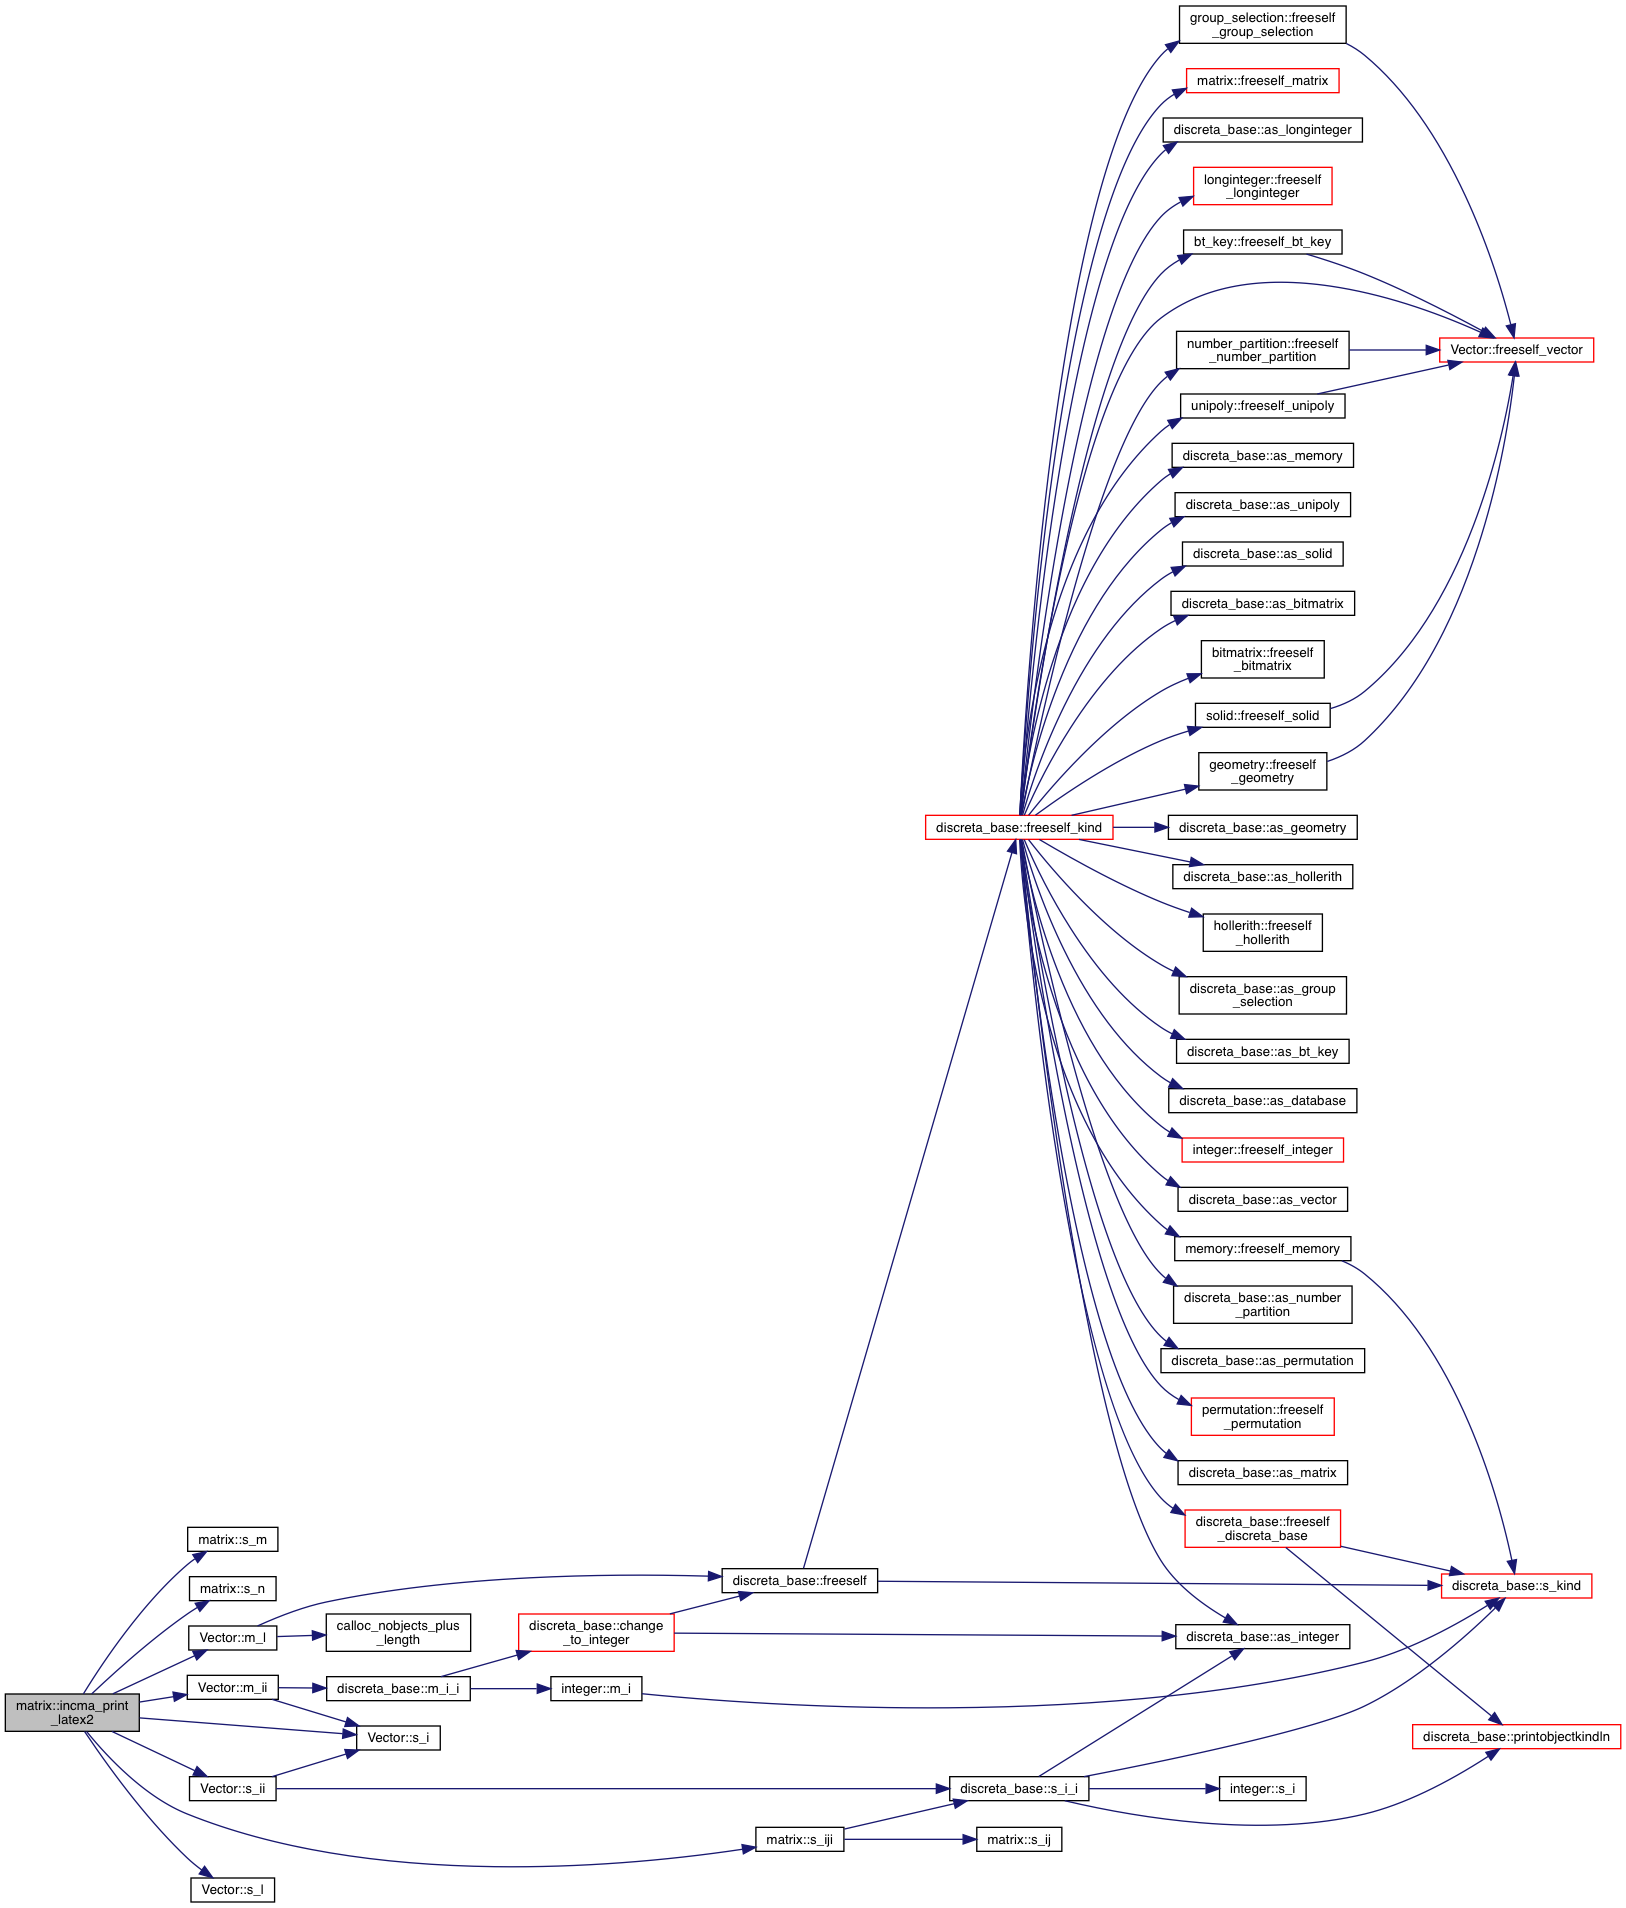 group_selection::freeself
_group_selection
matrix::freeself_matrix
discreta_base::as_longinteger
longinteger::freeself
_longinteger
bt_key::freeself_bt_key
number_partition::freeself
_number_partition
Vector::freeself_vector
unipoly::freeself_unipoly
discreta_base::as_memory
discreta_base::as_unipoly
discreta_base::as_solid
discreta_base::as_bitmatrix
bitmatrix::freeself
_bitmatrix
solid::freeself_solid
geometry::freeself
_geometry
discreta_base::freeself_kind
discreta_base::as_geometry
discreta_base::as_hollerith
hollerith::freeself
_hollerith
discreta_base::as_group
_selection
discreta_base::as_bt_key
discreta_base::as_database
integer::freeself_integer
discreta_base::as_vector
memory::freeself_memory
discreta_base::as_number
_partition
discreta_base::as_permutation
permutation::freeself
_permutation
discreta_base::as_matrix
discreta_base::freeself
_discreta_base
matrix::s_m
discreta_base::freeself
discreta_base::s_kind
matrix::s_n
Vector::m_l
calloc_nobjects_plus
_length
discreta_base::change
_to_integer
discreta_base::as_integer
Vector::m_ii
discreta_base::m_i_i
integer::m_i
matrix::incma_print
_latex2
Vector::s_i
discreta_base::printobjectkindln
Vector::s_ii
discreta_base::s_i_i
integer::s_i
matrix::s_iji
matrix::s_ij
Vector::s_l